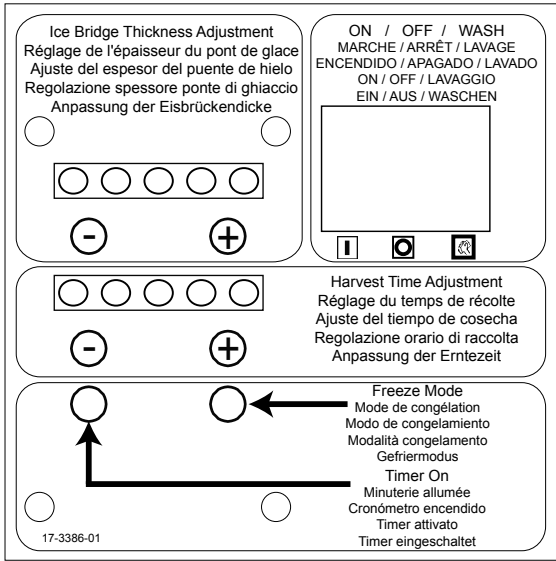 Ice Bridge Thickness Adjustment
Réglage de l'épaisseur du pont de glace
Ajuste del espesor del puente de hielo
Regolazione spessore ponte di ghiaccio
Anpassung der Eisbrückendicke
- +
ON / OFF / WASH
MARCHE / ARRÊT / LAVAGE
ENCENDIDO / APAGADO / LAVADO
ON / OFF / LAVAGGIO
EIN / AUS / WASCHEN
I O
Harvest Time Adjustment
Réglage du temps de récolte
Ajuste del tiempo de cosecha
Regolazione orario di raccolta
Anpassung der Erntezeit
- +
Freeze Mode
Mode de congélation
Modo de congelamiento
Modalità congelamento
Gefriermodus
Timer On
Minuterie allumée
Cronómetro encendido
Timer attivato
Timer eingeschaltet
17-3386-01